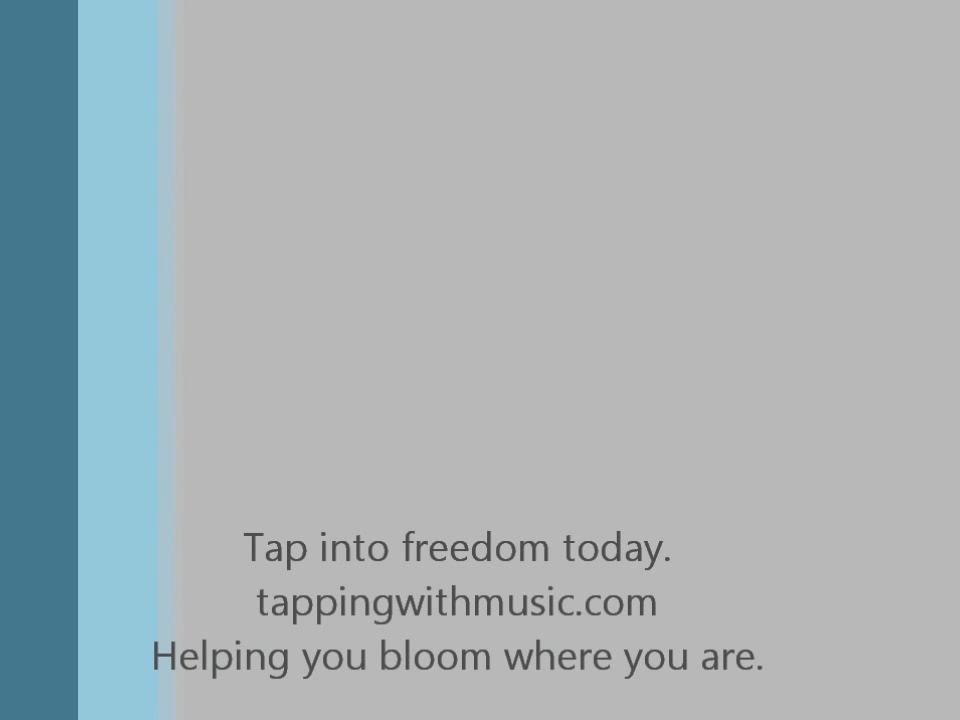 Tap into freedom today.
tappingwithmusic.com
Helping you bloom where you are.